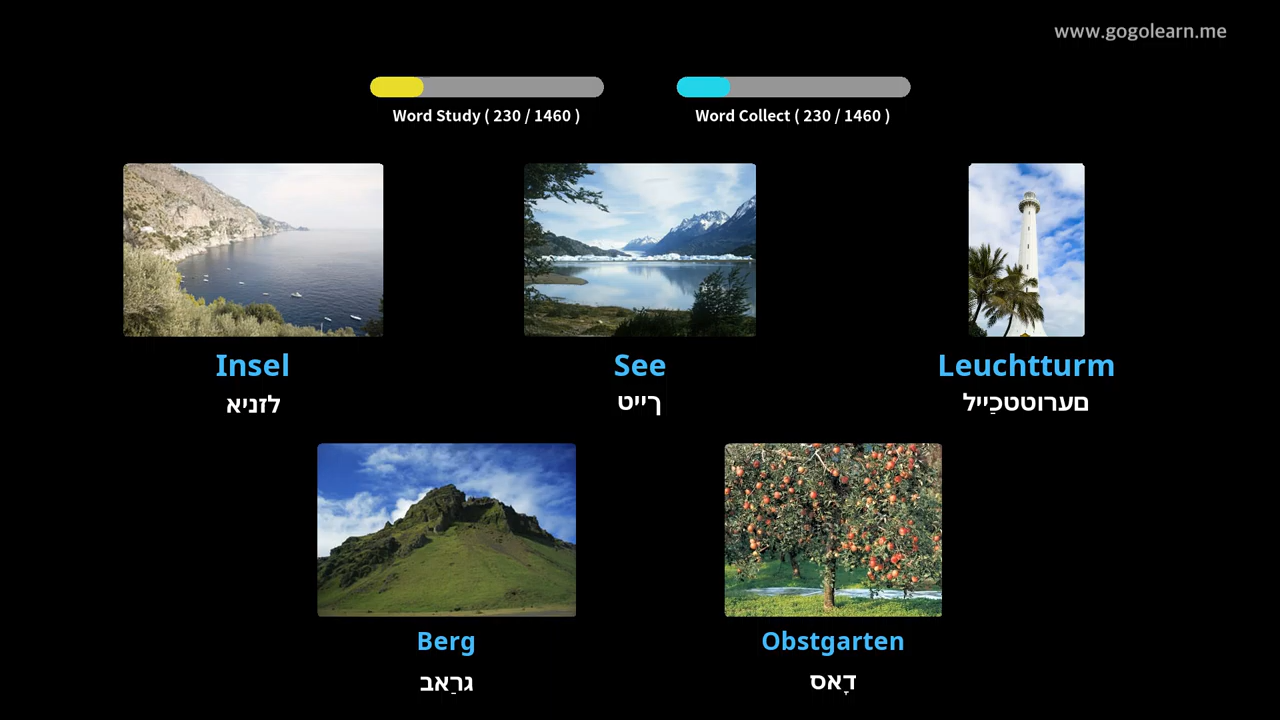 www.gogolearn.me
Word Study ( 230 / 1460 )
Word Collect ( 230 / 1460 )
Insel
לזניא
See
ךייט
Leuchtturm
םערוטטכַייל
Berg
גרַאב
Obstgarten
דָאס